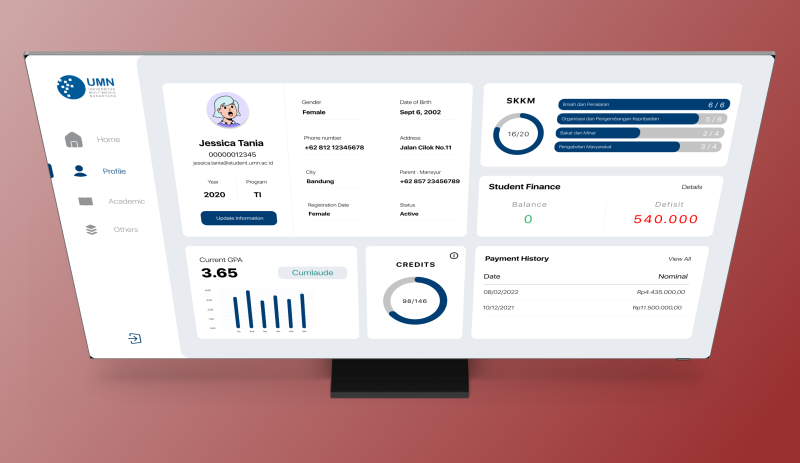 UMN
UNIVERSITAS
MULTIMEDIA
NUSANTARA
Home
Profile
Academic
Others
Jessica Tania
00000012345
jessica.tania@student.umn.ac.id
Year
Program
2020
TI
Update Information
Gender
Female
Date of Birth
Sept 6, 2002
Phone number
+62 812 12345678
Address
Jalan Cilok No.11
City
Bandung
Parent : Mansyur
+62 857 23456789
Registration Date
Female
Status
Active
SKKM
16/20
Ilmiah dan Penalaran
6 / 6
Organisasi dan Pengembangan Kepribadian
5 / 6
Bakat dan Minat
2 / 4
Pengabdian Masyarakat
3 / 4
Student Finance
Details
Balance
0
Defisit
540.000
Current GPA
3.65
Cumlaude
CREDITS
98/146
Payment History
View All
Date
Nominal
08/02/2022
Rp4.435.000,00
10/12/2021
Rp11.500.000,00